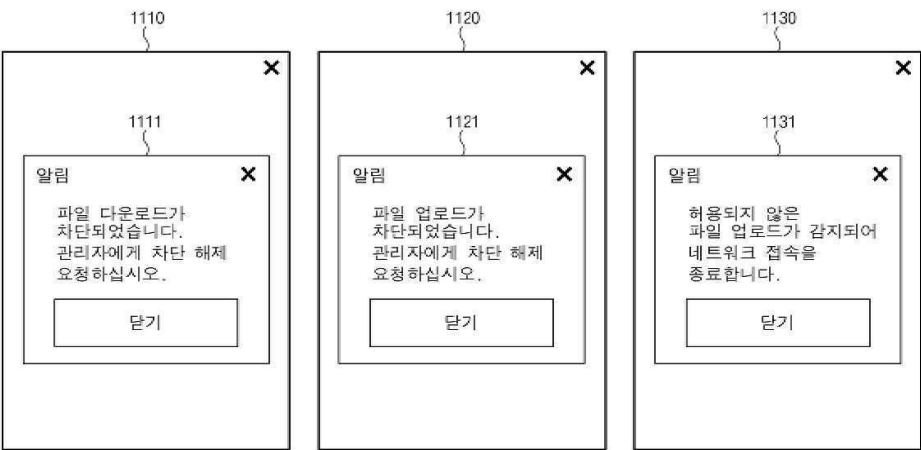 1110
1120
1130
1111
1121
1131
알림
파일 다운로드가
차단되었습니다.
관리자에게 차단 해제
요청하십시오.
닫기
알림
파일 업로드가
차단되었습니다.
관리자에게 차단 해제
요청하십시오.
닫기
알림
허용되지 않은
파일 업로드가 감지되어
네트워크 접속을
종료합니다.
닫기